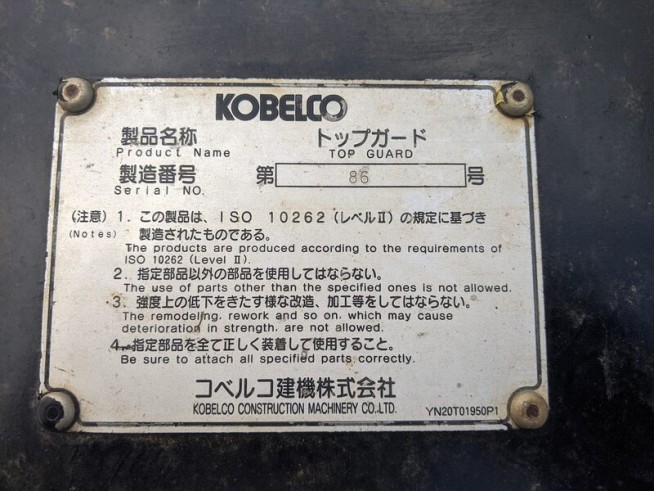 KOBELCO
製品名称 トップガード
Product Name TOP GUARD
製造番号 第 86 号
Serial NO.
(注意) 1. この製品は、ISO 10262 (レベルⅡ) の規定に基づき
(Notes) 製造されたものである。
The products are produced according to the requirements of
ISO 10262 (Level Ⅱ).
2. 指定部品以外の部品を使用してはならない。
The use of parts other than the specified ones is not allowed.
3. 強度上の低下をきたす様な改造、加工等をしてはならない。
The remodeling, rework and so on, which may cause
deterioration in strength, are not allowed.
4. 指定部品を全て正しく装着して使用すること。
Be sure to attach all specified parts correctly.
コベルコ建機株式会社
KOBELCO CONSTRUCTION MACHINERY CO.,LTD. YN20T01950P1